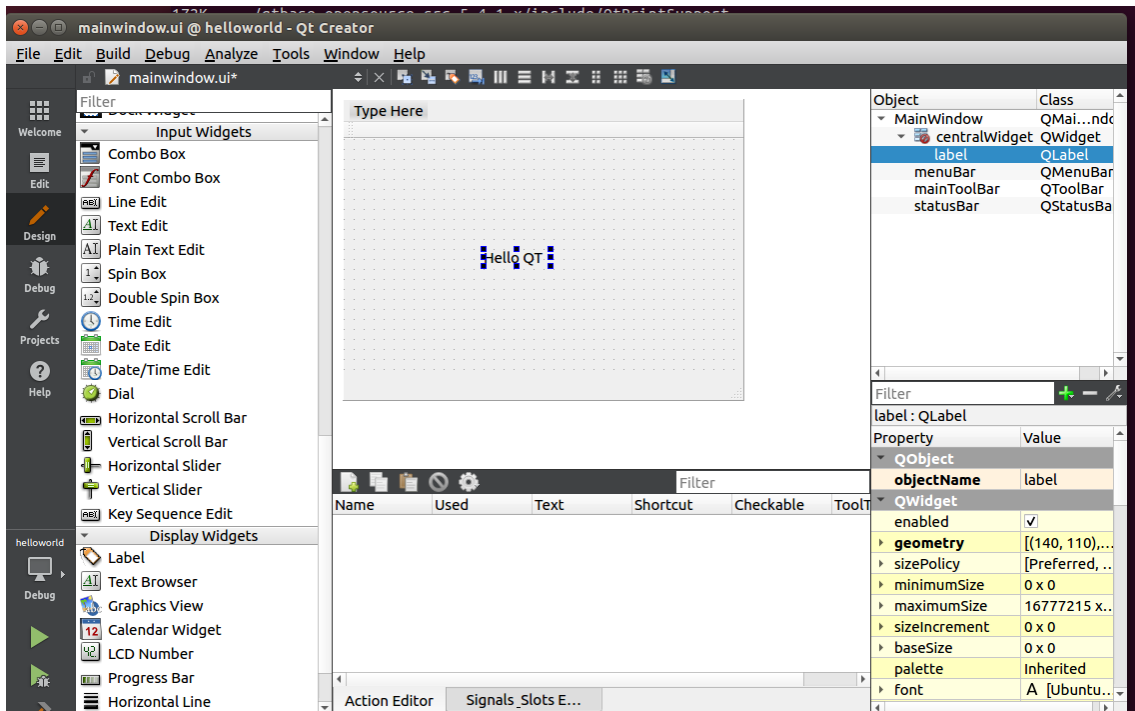 mainwindow.ui @ helloworld - Qt Creator
File Edit Build Debug Analyze Tools Window Help
mainwindow.ui*
Welcome
Edit
Design
Debug
Projects
Help
helloworld
Debug
Filter
Input Widgets
Combo Box
Font Combo Box
Line Edit
Text Edit
Plain Text Edit
Spin Box
Double Spin Box
Time Edit
Date Edit
Date/Time Edit
Dial
Horizontal Scroll Bar
Vertical Scroll Bar
Horizontal Slider
Vertical Slider
Key Sequence Edit
Display Widgets
Label
Text Browser
Graphics View
Calendar Widget
LCD Number
Progress Bar
Horizontal Line
Type Here
Hello QT
Filter
Name Used Text Shortcut Checkable ToolT
Action Editor Signals_Slots E...
Object Class
MainWindow QMai...ndo
centralWidget QWidget
label QLabel
menuBar QMenuBar
mainToolBar QToolBar
statusBar QStatusBa
Filter
label : QLabel
Property Value
QObject
objectName label
QWidget
enabled
geometry [(140, 110),...
sizePolicy [Preferred, ..
minimumSize 0 x 0
maximumSize 16777215 x..
sizeIncrement 0 x 0
baseSize 0 x 0
palette Inherited
font A [Ubuntu..